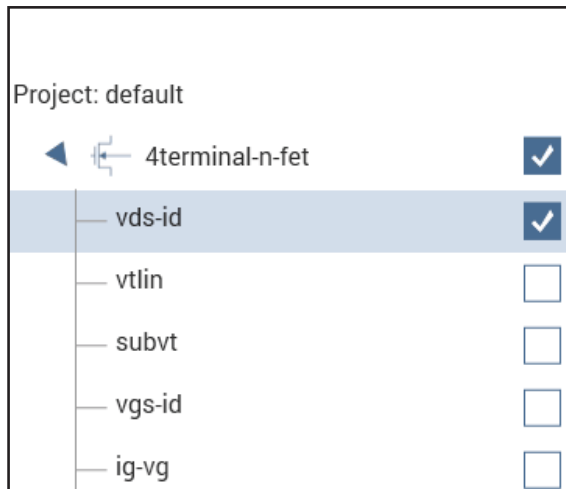 Project: default
4terminal-n-fet
vds-id
vtlin
subvt
vgs-id
ig-vg